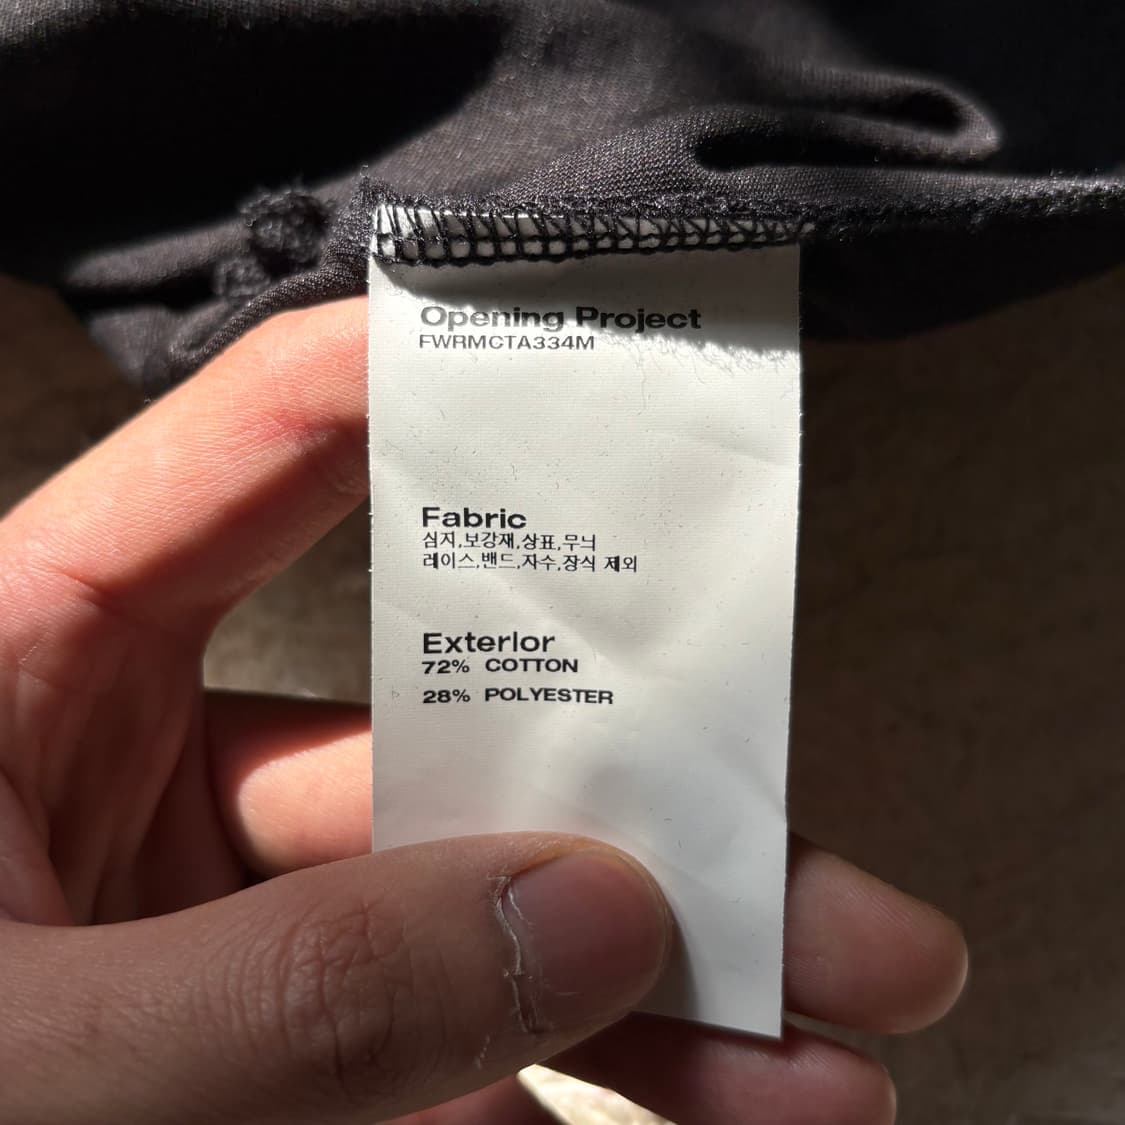 Opening Project
FWRMCTA334M
Fabric
심지,보강재,상표,무늬
레이스,밴드,자수,장식 제외
Exterior
72% COTTON
28% POLYESTER